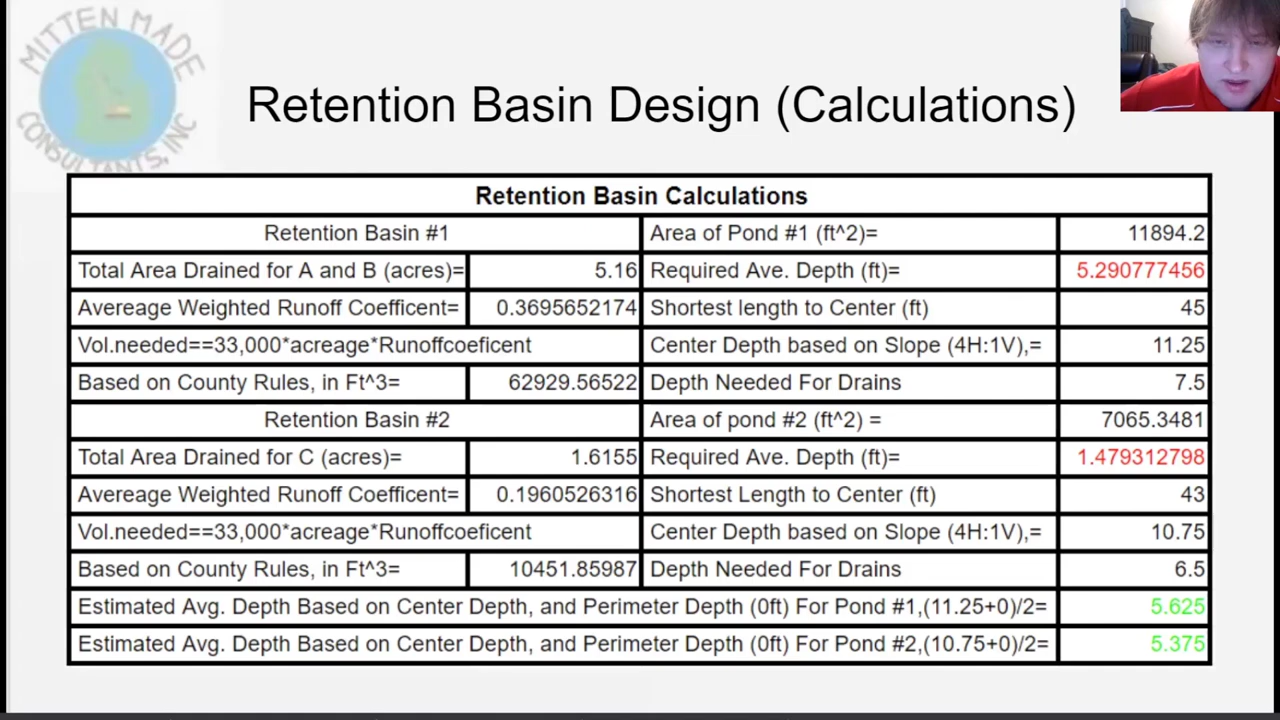 MITTEN MADE
CONSULTANTS, INC
Retention Basin Design (Calculations)
Retention Basin Calculations
Retention Basin #1 Area of Pond #1 (ft^2)= 11894.2
Total Area Drained for A and B (acres)= 5.16 Required Ave. Depth (ft)= 5.290777456
Avereage Weighted Runoff Coefficent= 0.3695652174 Shortest length to Center (ft) 45
Vol.needed==33,000*acreage*Runoffcoeficent Center Depth based on Slope (4H:1V),= 11.25
Based on County Rules, in Ft^3= 62929.56522 Depth Needed For Drains 7.5
Retention Basin #2 Area of pond #2 (ft^2) = 7065.3481
Total Area Drained for C (acres)= 1.6155 Required Ave. Depth (ft)= 1.479312798
Avereage Weighted Runoff Coefficent= 0.1960526316 Shortest Length to Center (ft) 43
Vol.needed==33,000*acreage*Runoffcoeficent Center Depth based on Slope (4H:1V),= 10.75
Based on County Rules, in Ft^3= 10451.85987 Depth Needed For Drains 6.5
Estimated Avg. Depth Based on Center Depth, and Perimeter Depth (0ft) For Pond #1,(11.25+0)/2= 5.625
Estimated Avg. Depth Based on Center Depth, and Perimeter Depth (0ft) For Pond #2,(10.75+0)/2= 5.375